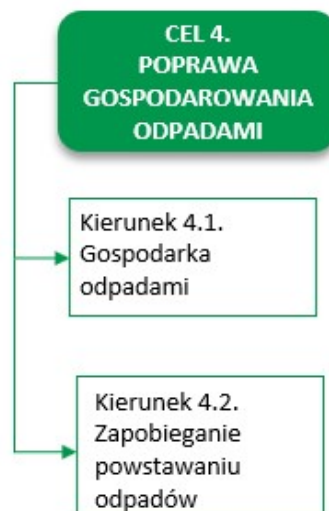 CEL 4.
POPRAWA
GOSPODAROWANIA
ODPADAMI
Kierunek 4.1.
Gospodarka
odpadami
Kierunek 4.2.
Zapobieganie
powstawaniu
odpadów